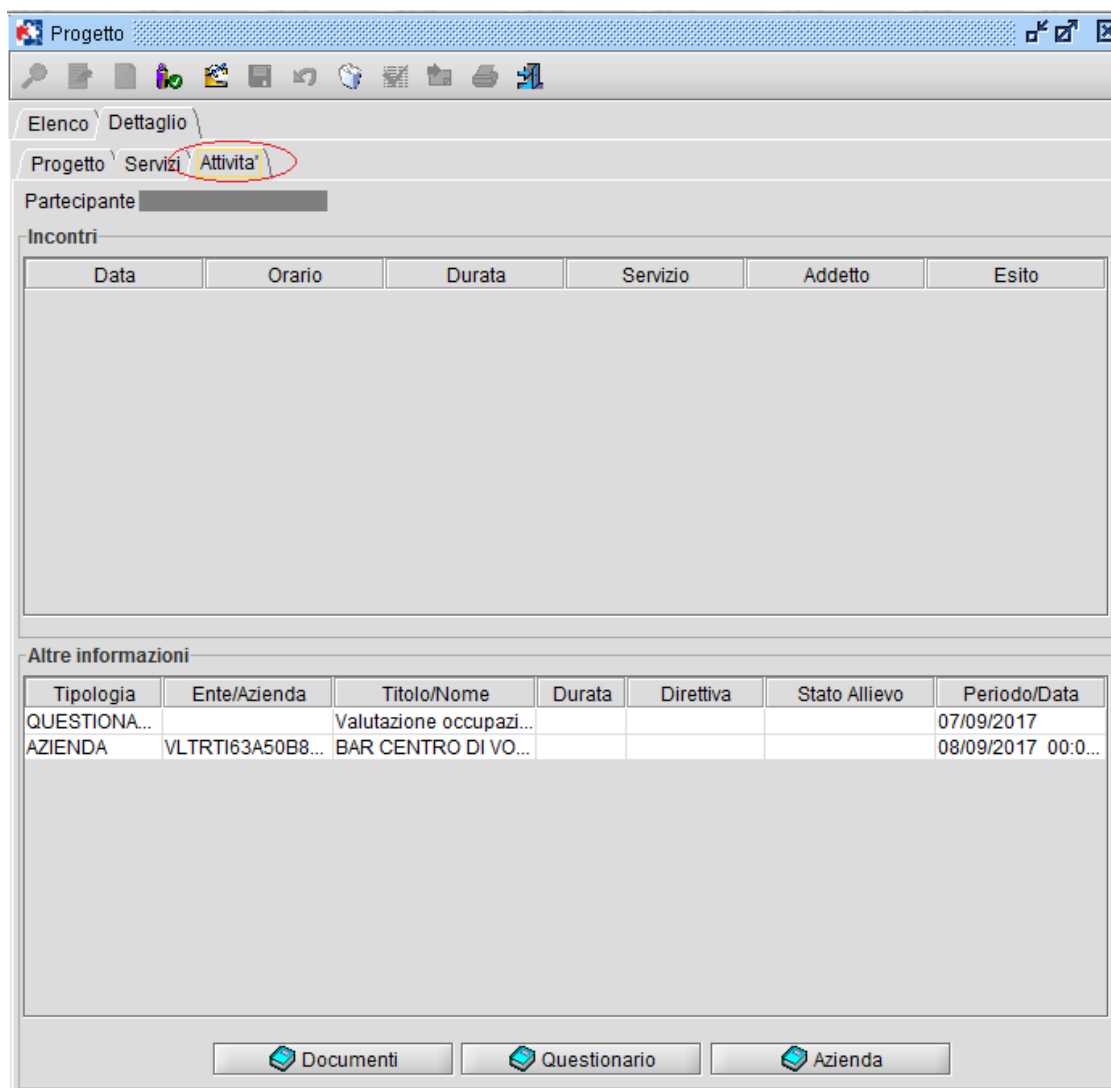 Progetto
Elenco Dettaglio
Progetto Servizi Attivita'
Partecipante
Incontri
Data Orario Durata Servizio Addetto Esito
Altre informazioni
Tipologia Ente/Azienda Titolo/Nome Durata Direttiva Stato Allievo Periodo/Data
QUESTIONA... Valutazione occupazi... 07/09/2017
AZIENDA VLTRTI63A50B8... BAR CENTRO DI VO... 08/09/2017 00:0...
Documenti Questionario Azienda